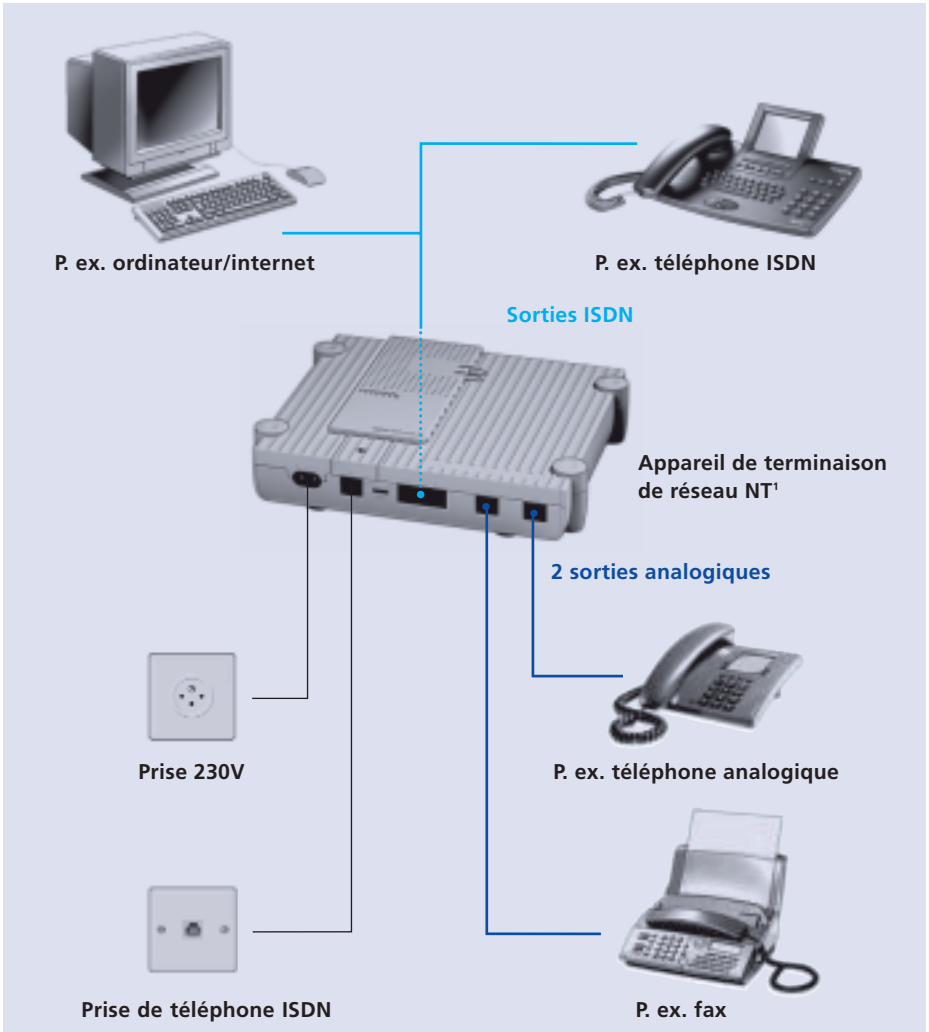 P. ex. ordinateur/internet
P. ex. téléphone ISDN
Sorties ISDN
Appareil de terminaison
de réseau NT¹
2 sorties analogiques
Prise 230V
P. ex. téléphone analogique
Prise de téléphone ISDN
P. ex. fax